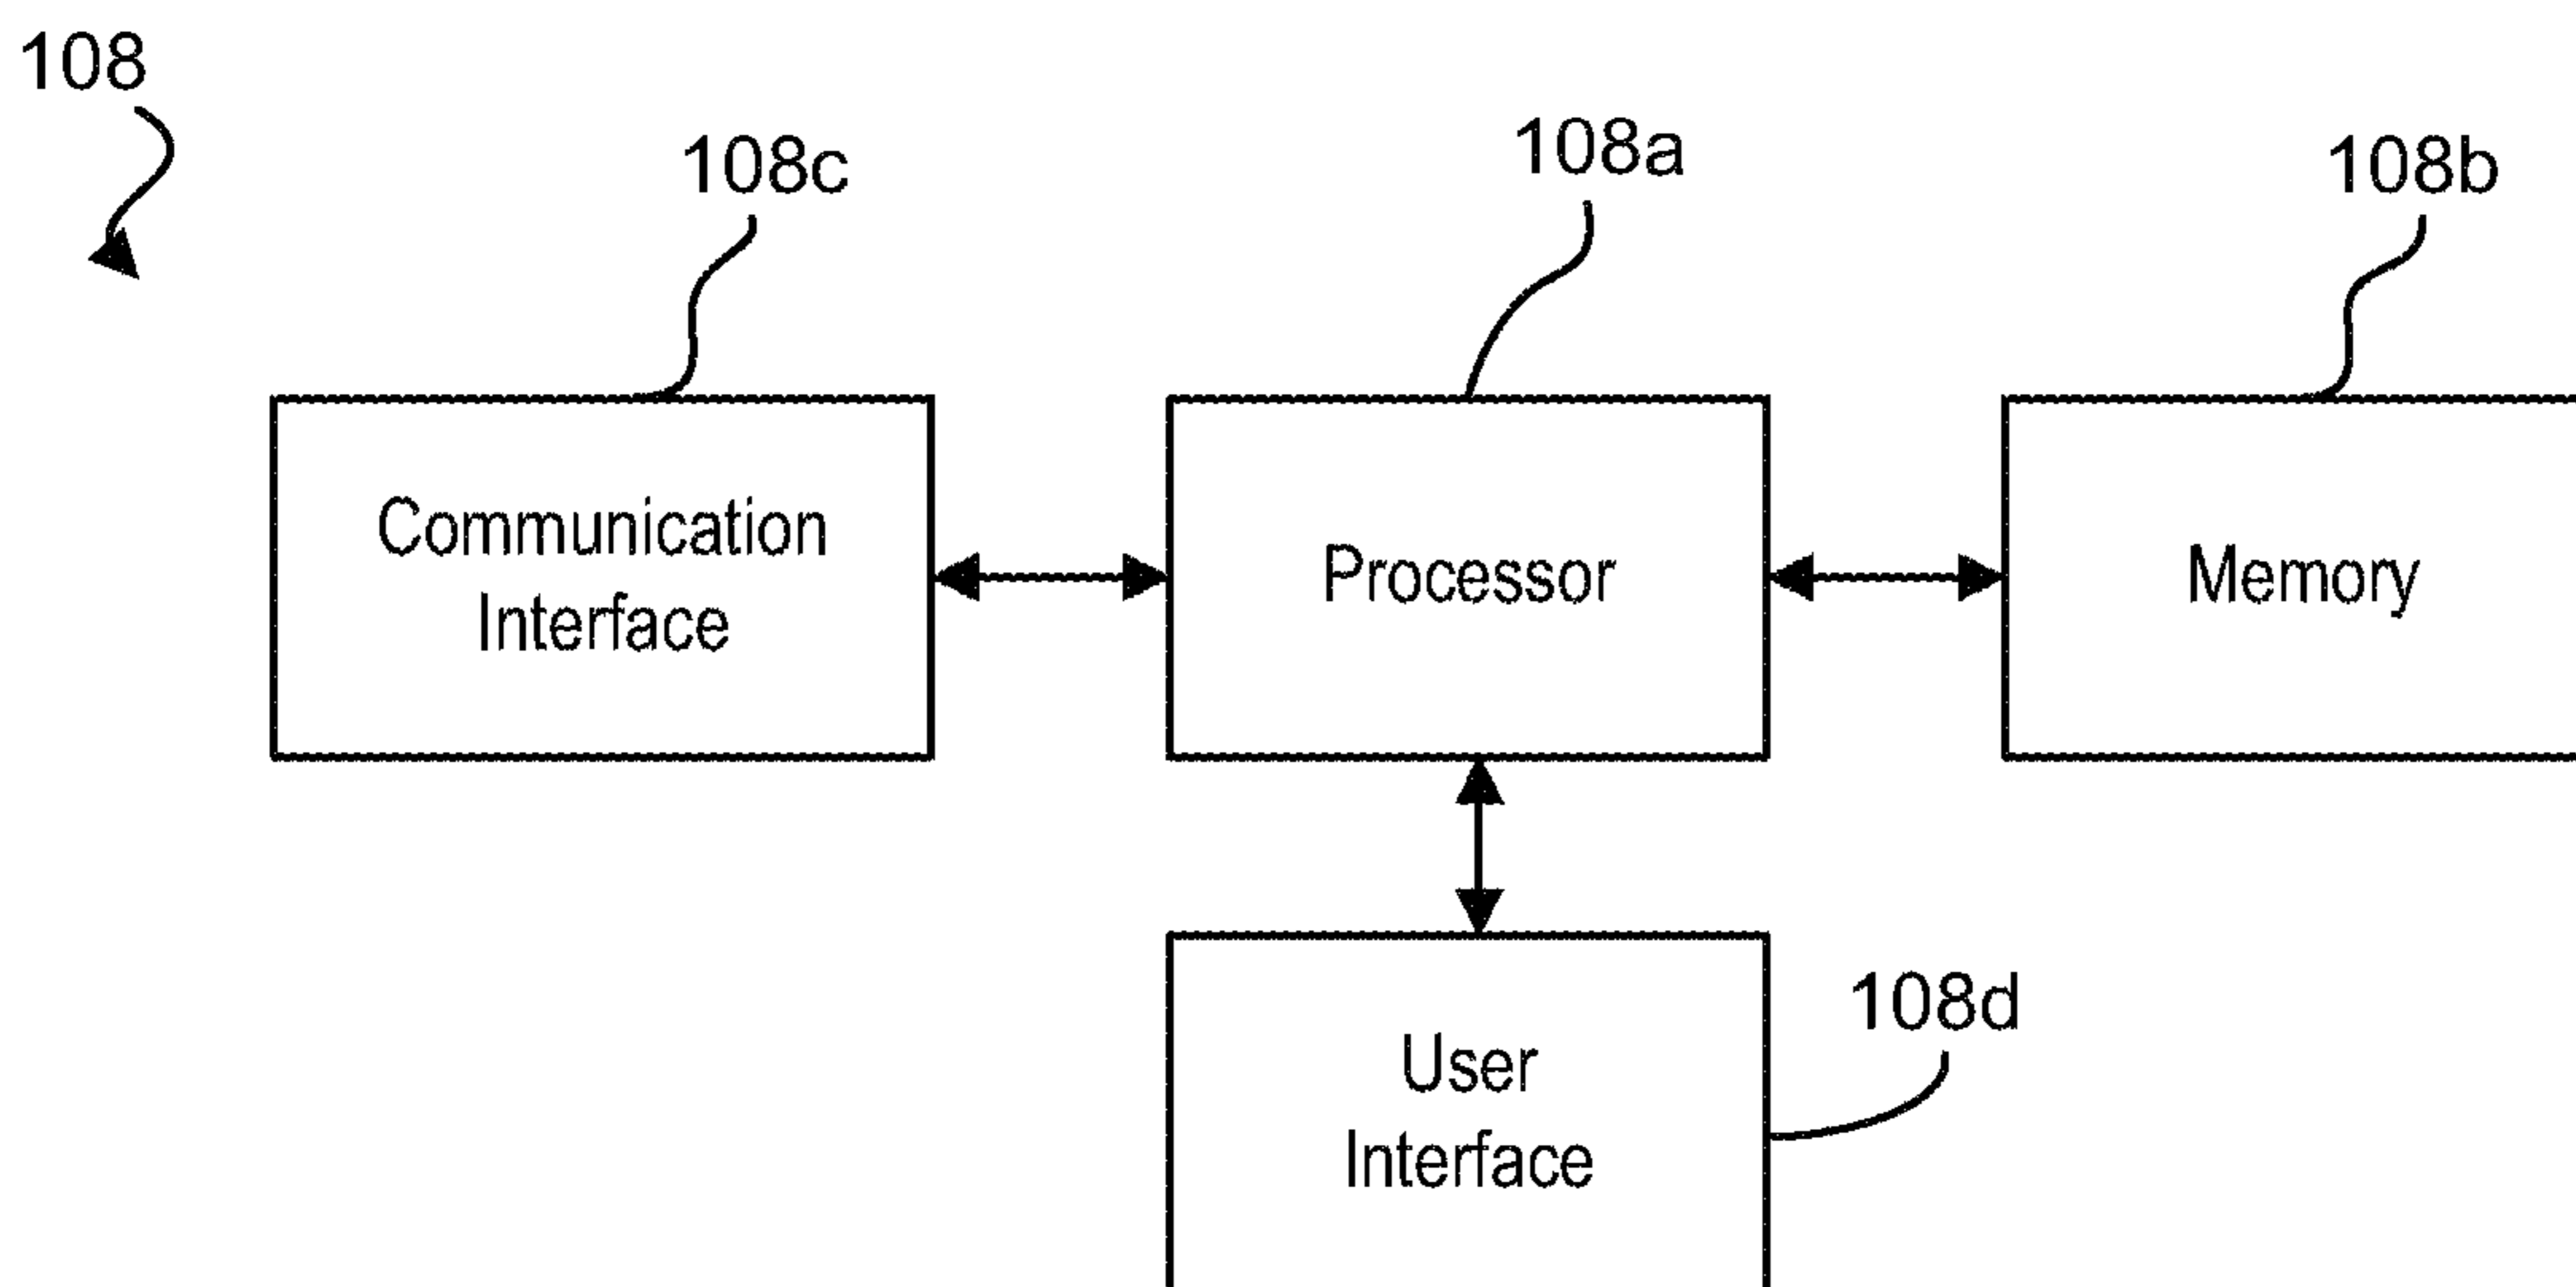 108
108c
108a
108b
Communication
Interface
Processor
Memory
User
Interface
108d